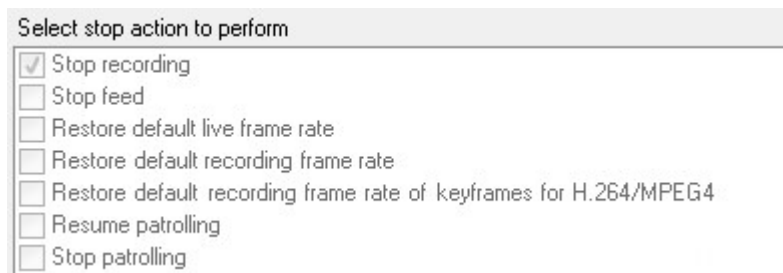 Select stop action to perform
Stop recording
Stop feed
Restore default live frame rate
Restore default recording frame rate
Restore default recording frame rate of keyframes for H.264/MPEG4
Resume patrolling
Stop patrolling